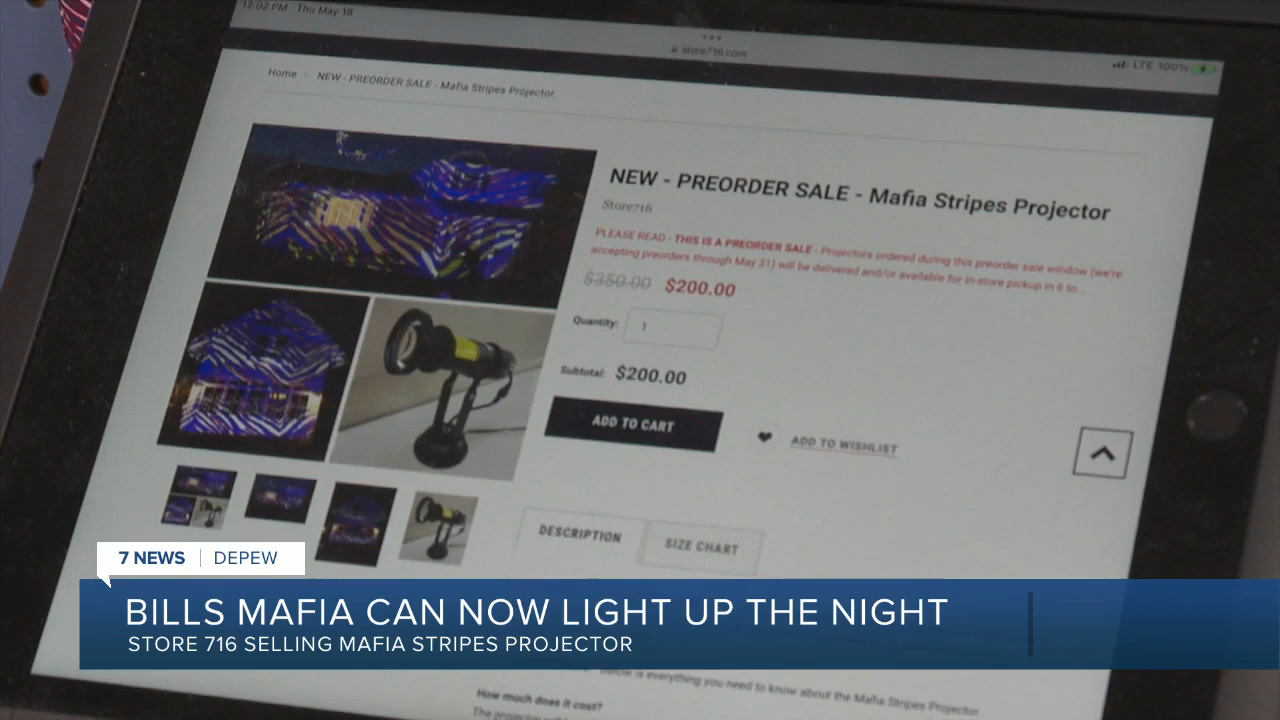 12:02 PM Thu May 18
store716.com
LTE 100%
Home NEW - PREORDER SALE - Mafia Stripes Projector
NEW - PREORDER SALE - Mafia Stripes Projector
Store716
PLEASE READ - THIS IS A PREORDER SALE - Projectors ordered during this preorder sale window (we're
accepting preorders through May 31) will be delivered and/or available for in-store pickup in 6 to...
$350.00 $200.00
Quantity: 1
Subtotal: $200.00
ADD TO CART
ADD TO WISHLIST
DESCRIPTION
SIZE CHART
7 NEWS | DEPEW
BILLS MAFIA CAN NOW LIGHT UP THE NIGHT
STORE 716 SELLING MAFIA STRIPES PROJECTOR
Below is everything you need to know about the Mafia Stripes Projector
How much does it cost?
The projector will